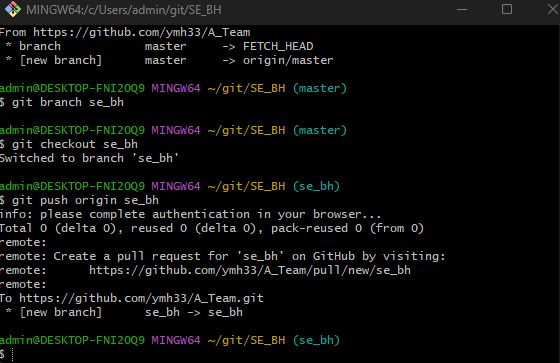 MINGW64:/c/Users/admin/git/SE_BH
From https://github.com/ymh33/A_Team
 * branch            master     -> FETCH_HEAD
 * [new branch]      master     -> origin/master
admin@DESKTOP-FNI2OQ9 MINGW64 ~/git/SE_BH (master)
$ git branch se_bh
admin@DESKTOP-FNI2OQ9 MINGW64 ~/git/SE_BH (master)
$ git checkout se_bh
Switched to branch 'se_bh'
admin@DESKTOP-FNI2OQ9 MINGW64 ~/git/SE_BH (se_bh)
$ git push origin se_bh
info: please complete authentication in your browser...
Total 0 (delta 0), reused 0 (delta 0), pack-reused 0 (from 0)
remote:
remote: Create a pull request for 'se_bh' on GitHub by visiting:
remote:      https://github.com/ymh33/A_Team/pull/new/se_bh
remote:
To https://github.com/ymh33/A_Team.git
 * [new branch]      se_bh -> se_bh
admin@DESKTOP-FNI2OQ9 MINGW64 ~/git/SE_BH (se_bh)
$